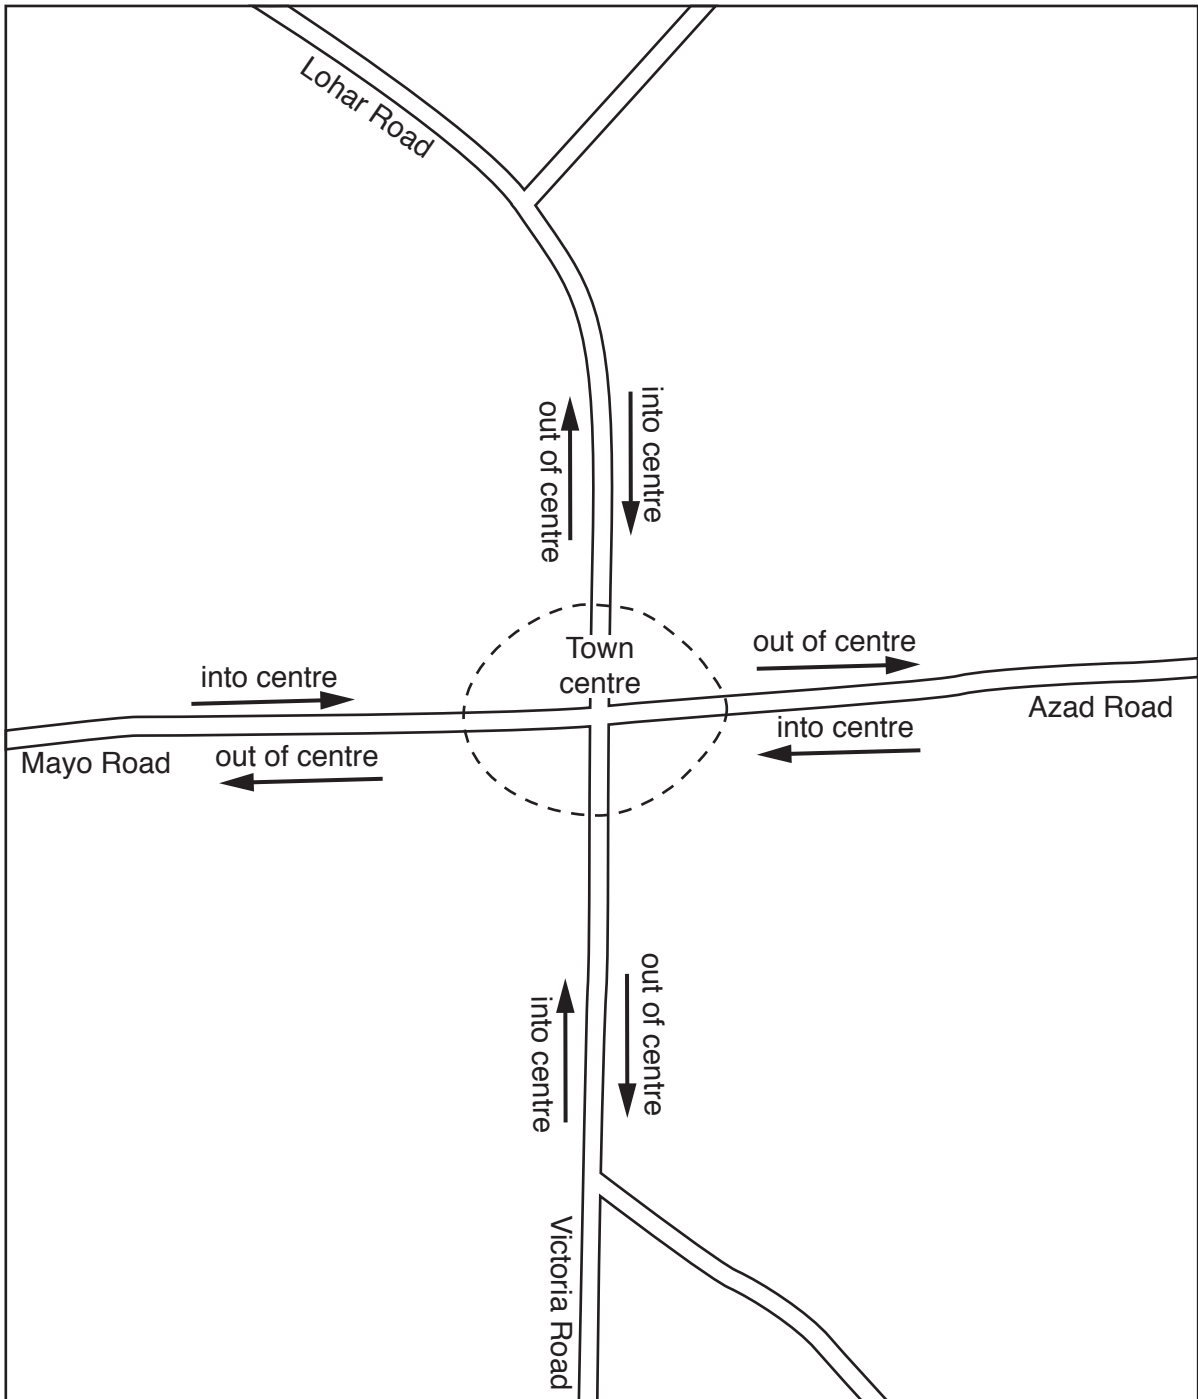 Lohar Road
into centre
out of centre
Town
centre
out of centre
into centre
Azad Road
into centre
Mayo Road
out of centre
out of centre
into centre
Victoria Road